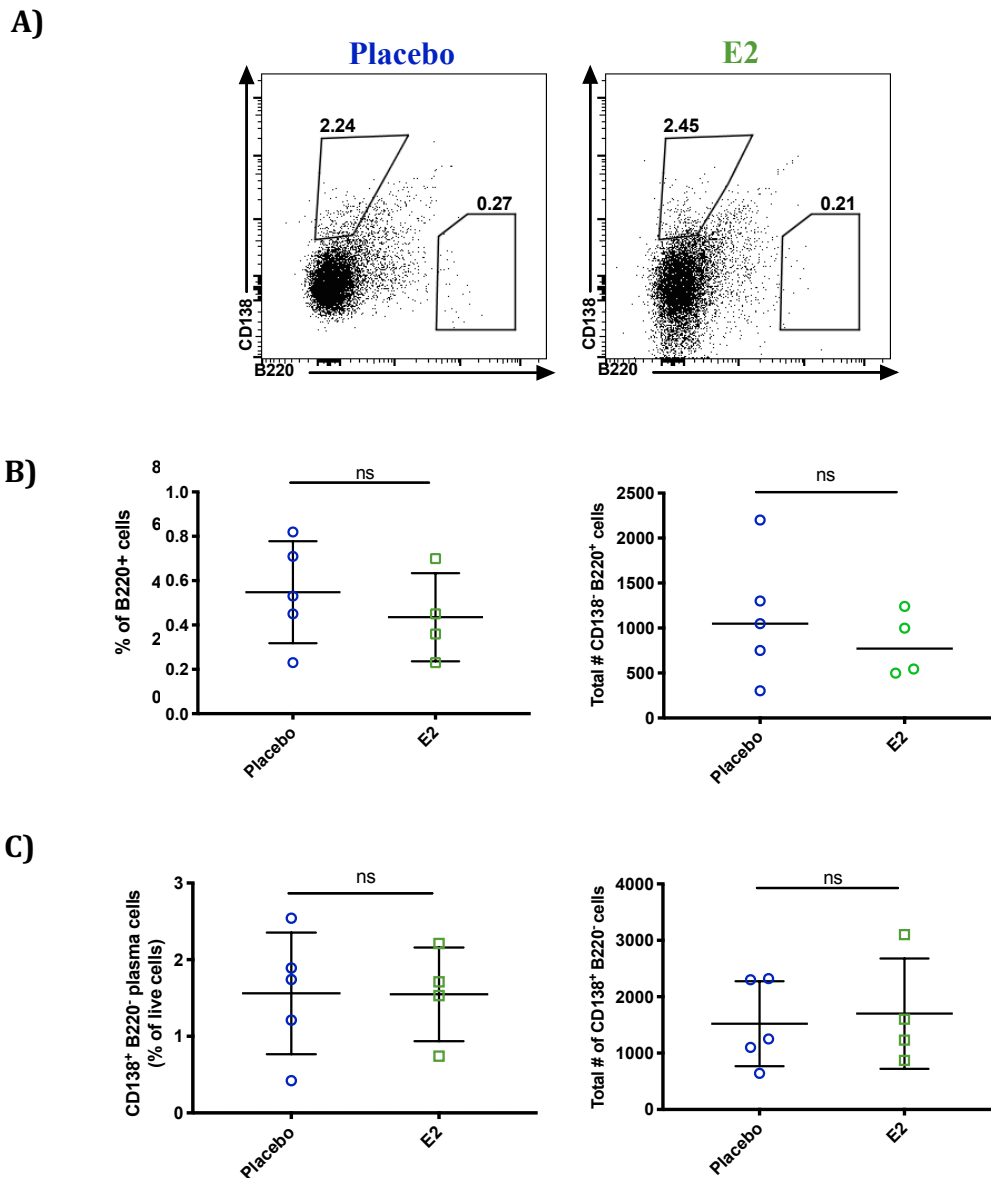 A)
Placebo
E2
2.24
0.27
CD138
B220
2.45
0.21
CD138
B220
B)
ns
8
6
4
2
0
1.0
0.8
0.6
0.4
0.2
0.0
% of B220+ cells
Placebo
E2
ns
2500
2000
1500
1000
500
0
Total # CD138⁻ B220⁺ cells
Placebo
E2
C)
ns
3
2
1
0
CD138⁺ B220⁻ plasma cells
(% of live cells)
Placebo
E2
ns
4000
3000
2000
1000
0
Total # of CD138⁺ B220⁻ cells
Placebo
E2